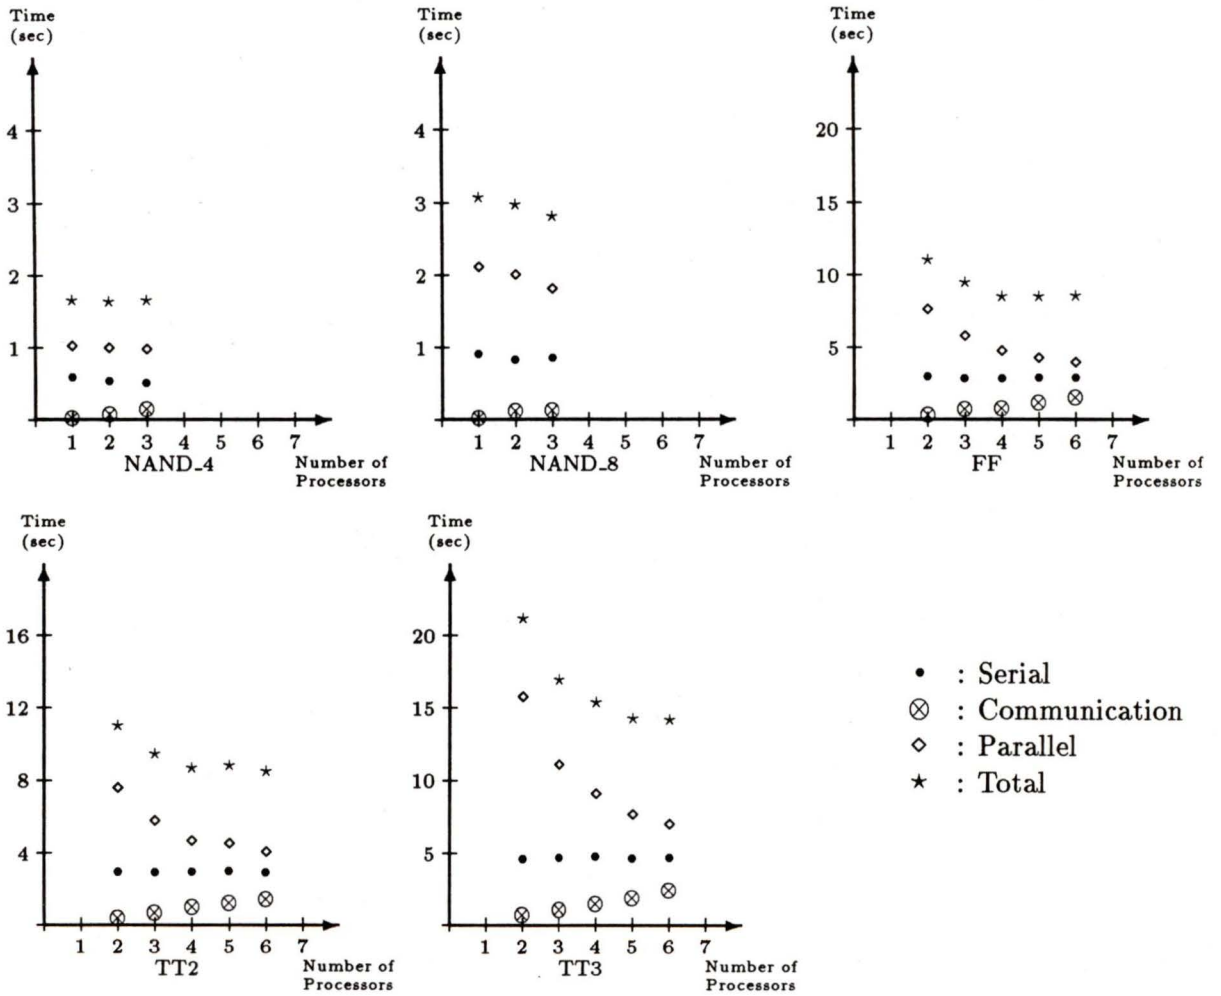 Time
(sec)
4
3
2
1
1 2 3 4 5 6 7
NAND_4
Number of
Processors
Time
(sec)
4
3
2
1
1 2 3 4 5 6 7
NAND_8
Number of
Processors
Time
(sec)
20
15
10
5
1 2 3 4 5 6 7
FF
Number of
Processors
Time
(sec)
16
12
8
4
1 2 3 4 5 6 7
TT2
Number of
Processors
Time
(sec)
20
15
10
5
1 2 3 4 5 6 7
TT3
Number of
Processors
: Serial
: Communication
: Parallel
: Total